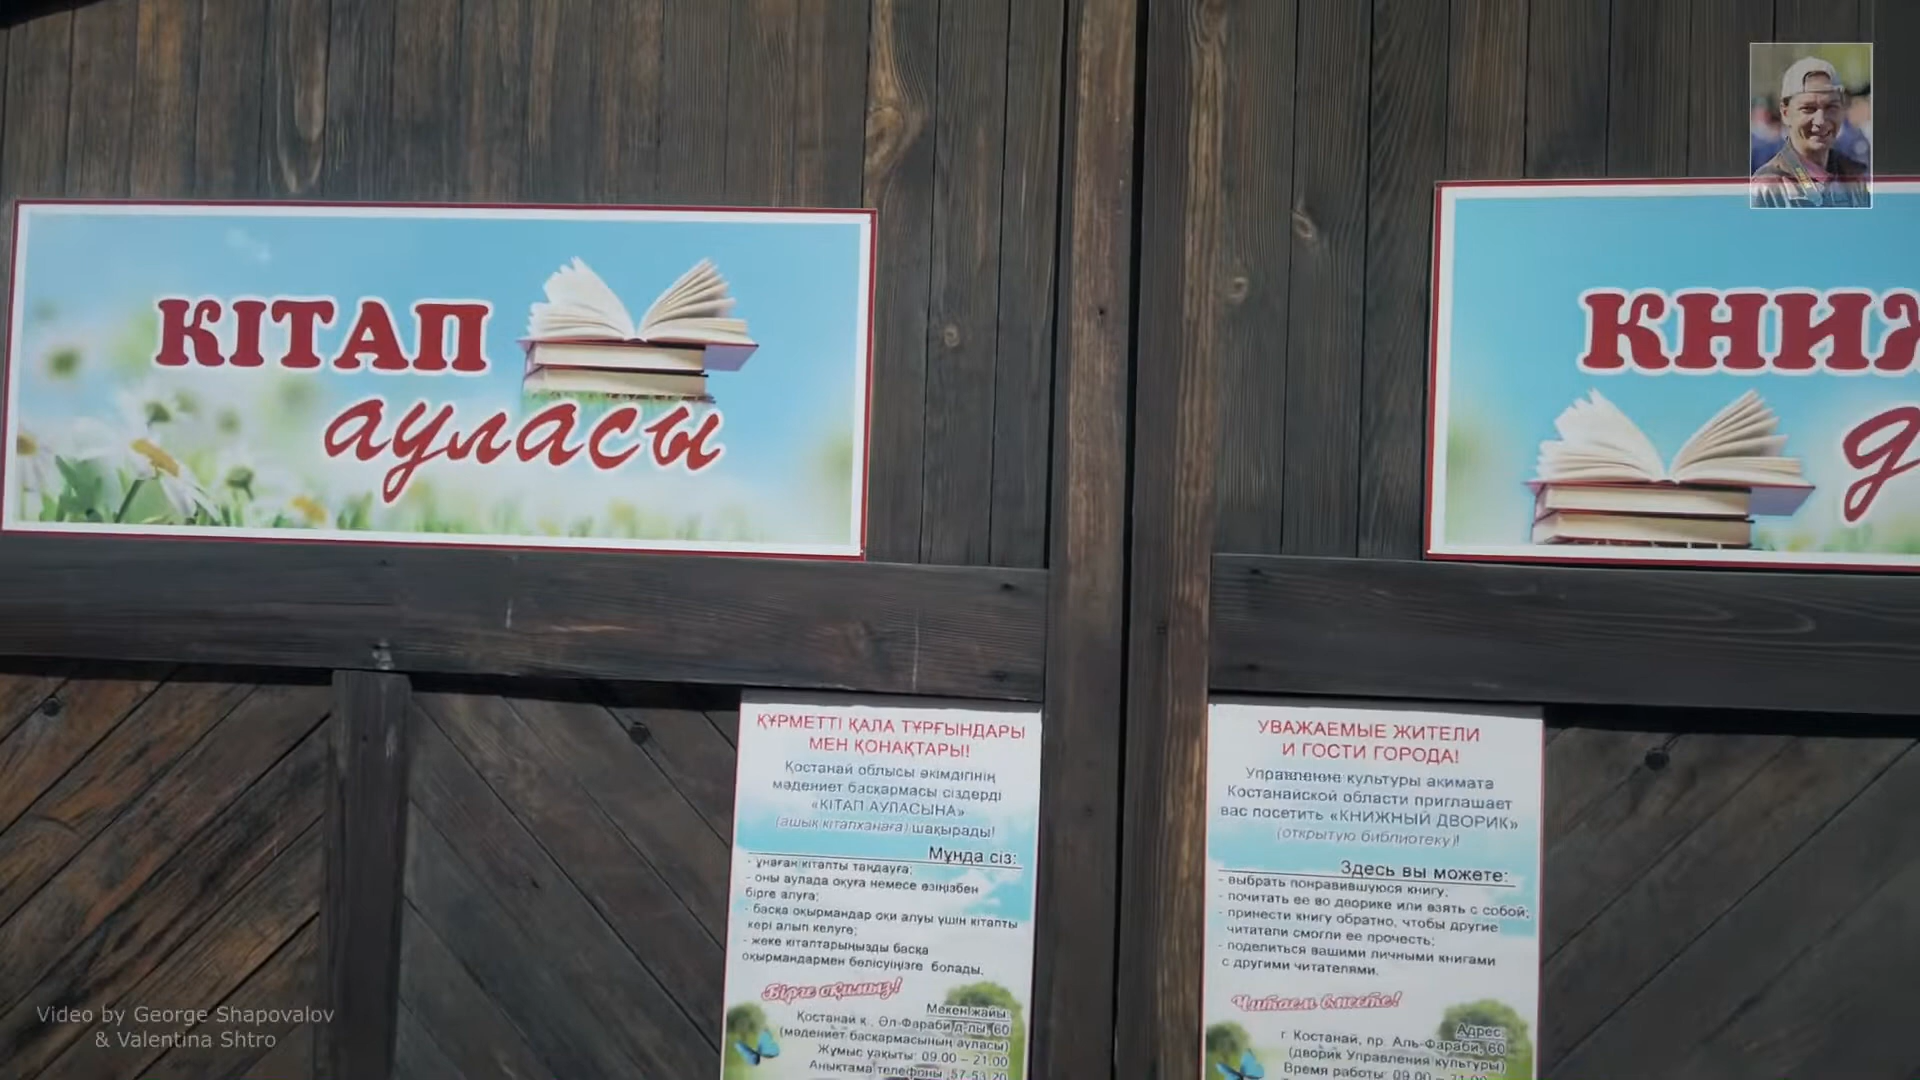 КІТАП
ауласы
КНИЖ
д
ҚҰРМЕТТІ ҚАЛА ТҰРҒЫНДАРЫ
МЕН ҚОНАҚТАРЫ!
Қостанай облысы әкімдігінің
мәдениет басқармасы сіздерді
«КІТАП АУЛАСЫНА»
(ашық кітапханаға) шақырады!
Мұнда сіз:
- ұнаған кітапты таңдауға;
- оны аулада оқуға немесе өзіңізбен
бірге алуға;
- басқа оқырмандар оқи алуы үшін кітапты
кері алып келуге;
- жеке кітаптарыңызды басқа
оқырмандармен бөлісуіңізге болады.
Бірге оқимыз!
Мекенжайы:
Қостанай қ., Әл-Фараби д-лы, 60
(мәдениет басқармасының ауласы)
Жұмыс уақыты: 09.00 – 21.00
Анықтама телефоны: 57-53-20
УВАЖАЕМЫЕ ЖИТЕЛИ
И ГОСТИ ГОРОДА!
Управление культуры акимата
Костанайской области приглашает
вас посетить «КНИЖНЫЙ ДВОРИК»
(открытую библиотеку)!
Здесь вы можете:
- выбрать понравившуюся книгу;
- почитать ее во дворике или взять с собой;
- принести книгу обратно, чтобы другие
читатели смогли ее прочесть;
- поделиться вашими личными книгами
с другими читателями.
Читаем вместе!
Адрес:
г. Костанай, пр. Аль-Фараби, 60
(дворик Управления культуры)
Время работы: 09.00 – 21.00
Video by George Shapovalov
& Valentina Shtro